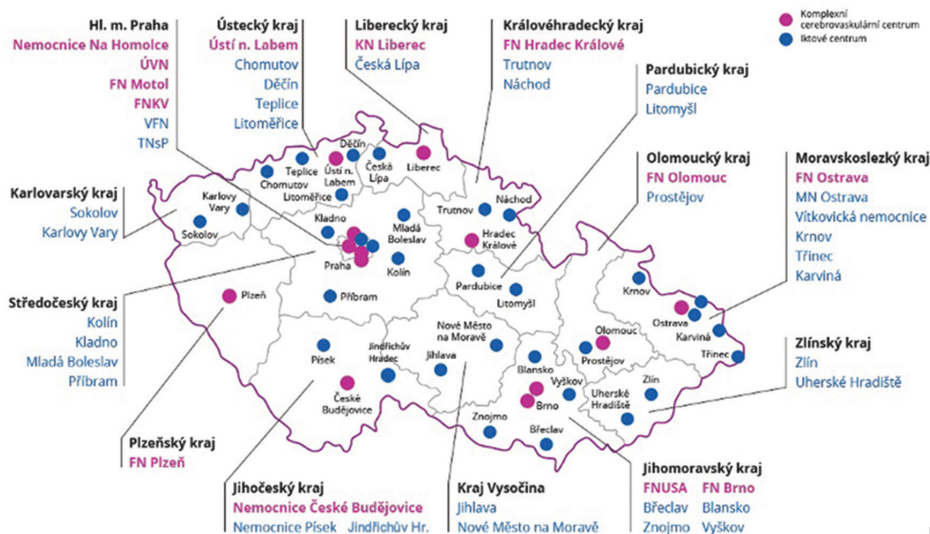 Komplexní
cerebrovaskulární centrum
Iktové centrum
Hl. m. Praha
Nemocnice Na Homolce
ÚVN
FN Motol
FNKV
VFN
TNsP
Ústecký kraj
Ústí n. Labem
Chomutov
Děčín
Teplice
Litoměřice
Liberecký kraj
KN Liberec
Česká Lípa
Královéhradecký kraj
FN Hradec Králové
Trutnov
Náchod
Pardubický kraj
Pardubice
Litomyšl
Olomoucký kraj
FN Olomouc
Prostějov
Moravskoslezký kraj
FN Ostrava
MN Ostrava
Vítkovická nemocnice
Krnov
Třinec
Karviná
Karlovarský kraj
Sokolov
Karlovy Vary
Středočeský kraj
Kolín
Kladno
Mladá Boleslav
Příbram
Zlínský kraj
Zlín
Uherské Hradiště
Plzeňský kraj
FN Plzeň
Jihočeský kraj
Nemocnice České Budějovice
Nemocnice Písek Jindřichův Hr.
Kraj Vysočina
Jihlava
Nové Město na Moravě
Jihomoravský kraj
FNUSA FN Brno
Břeclav Blansko
Znojmo Vyškov
Děčín
Teplice
Ústí n.
Labem
Česká
Lípa
Liberec
Chomutov
Litoměřice
Karlovy
Vary
Sokolov
Kladno
Mladá
Boleslav
Praha
Kolín
Trutnov
Náchod
Hradec
Králové
Pardubice
Litomyšl
Plzeň
Příbram
Krnov
Ostrava
Karviná
Třinec
Olomouc
Prostějov
Nové Město
na Moravě
Jihlava
Písek
Jindřichův
Hradec
České
Budějovice
Blansko
Vyškov
Brno
Znojmo
Břeclav
Zlín
Uherské
Hradiště